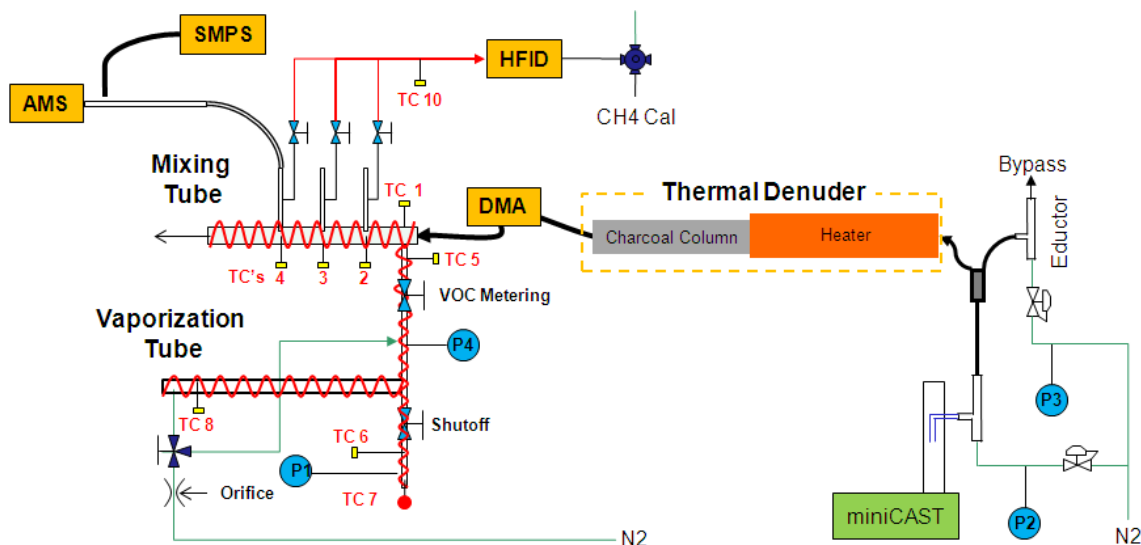 SMPS
AMS
HFID
TC 10
CH4 Cal
Mixing
Tube
TC 1
DMA
Thermal Denuder
Charcoal Column
Heater
Bypass
Eductor
TC's 4 3 2
TC 5
VOC Metering
Vaporization
Tube
P4
P3
TC 8
Shutoff
TC 6
P1
TC 7
Orifice
miniCAST
P2
N2
N2